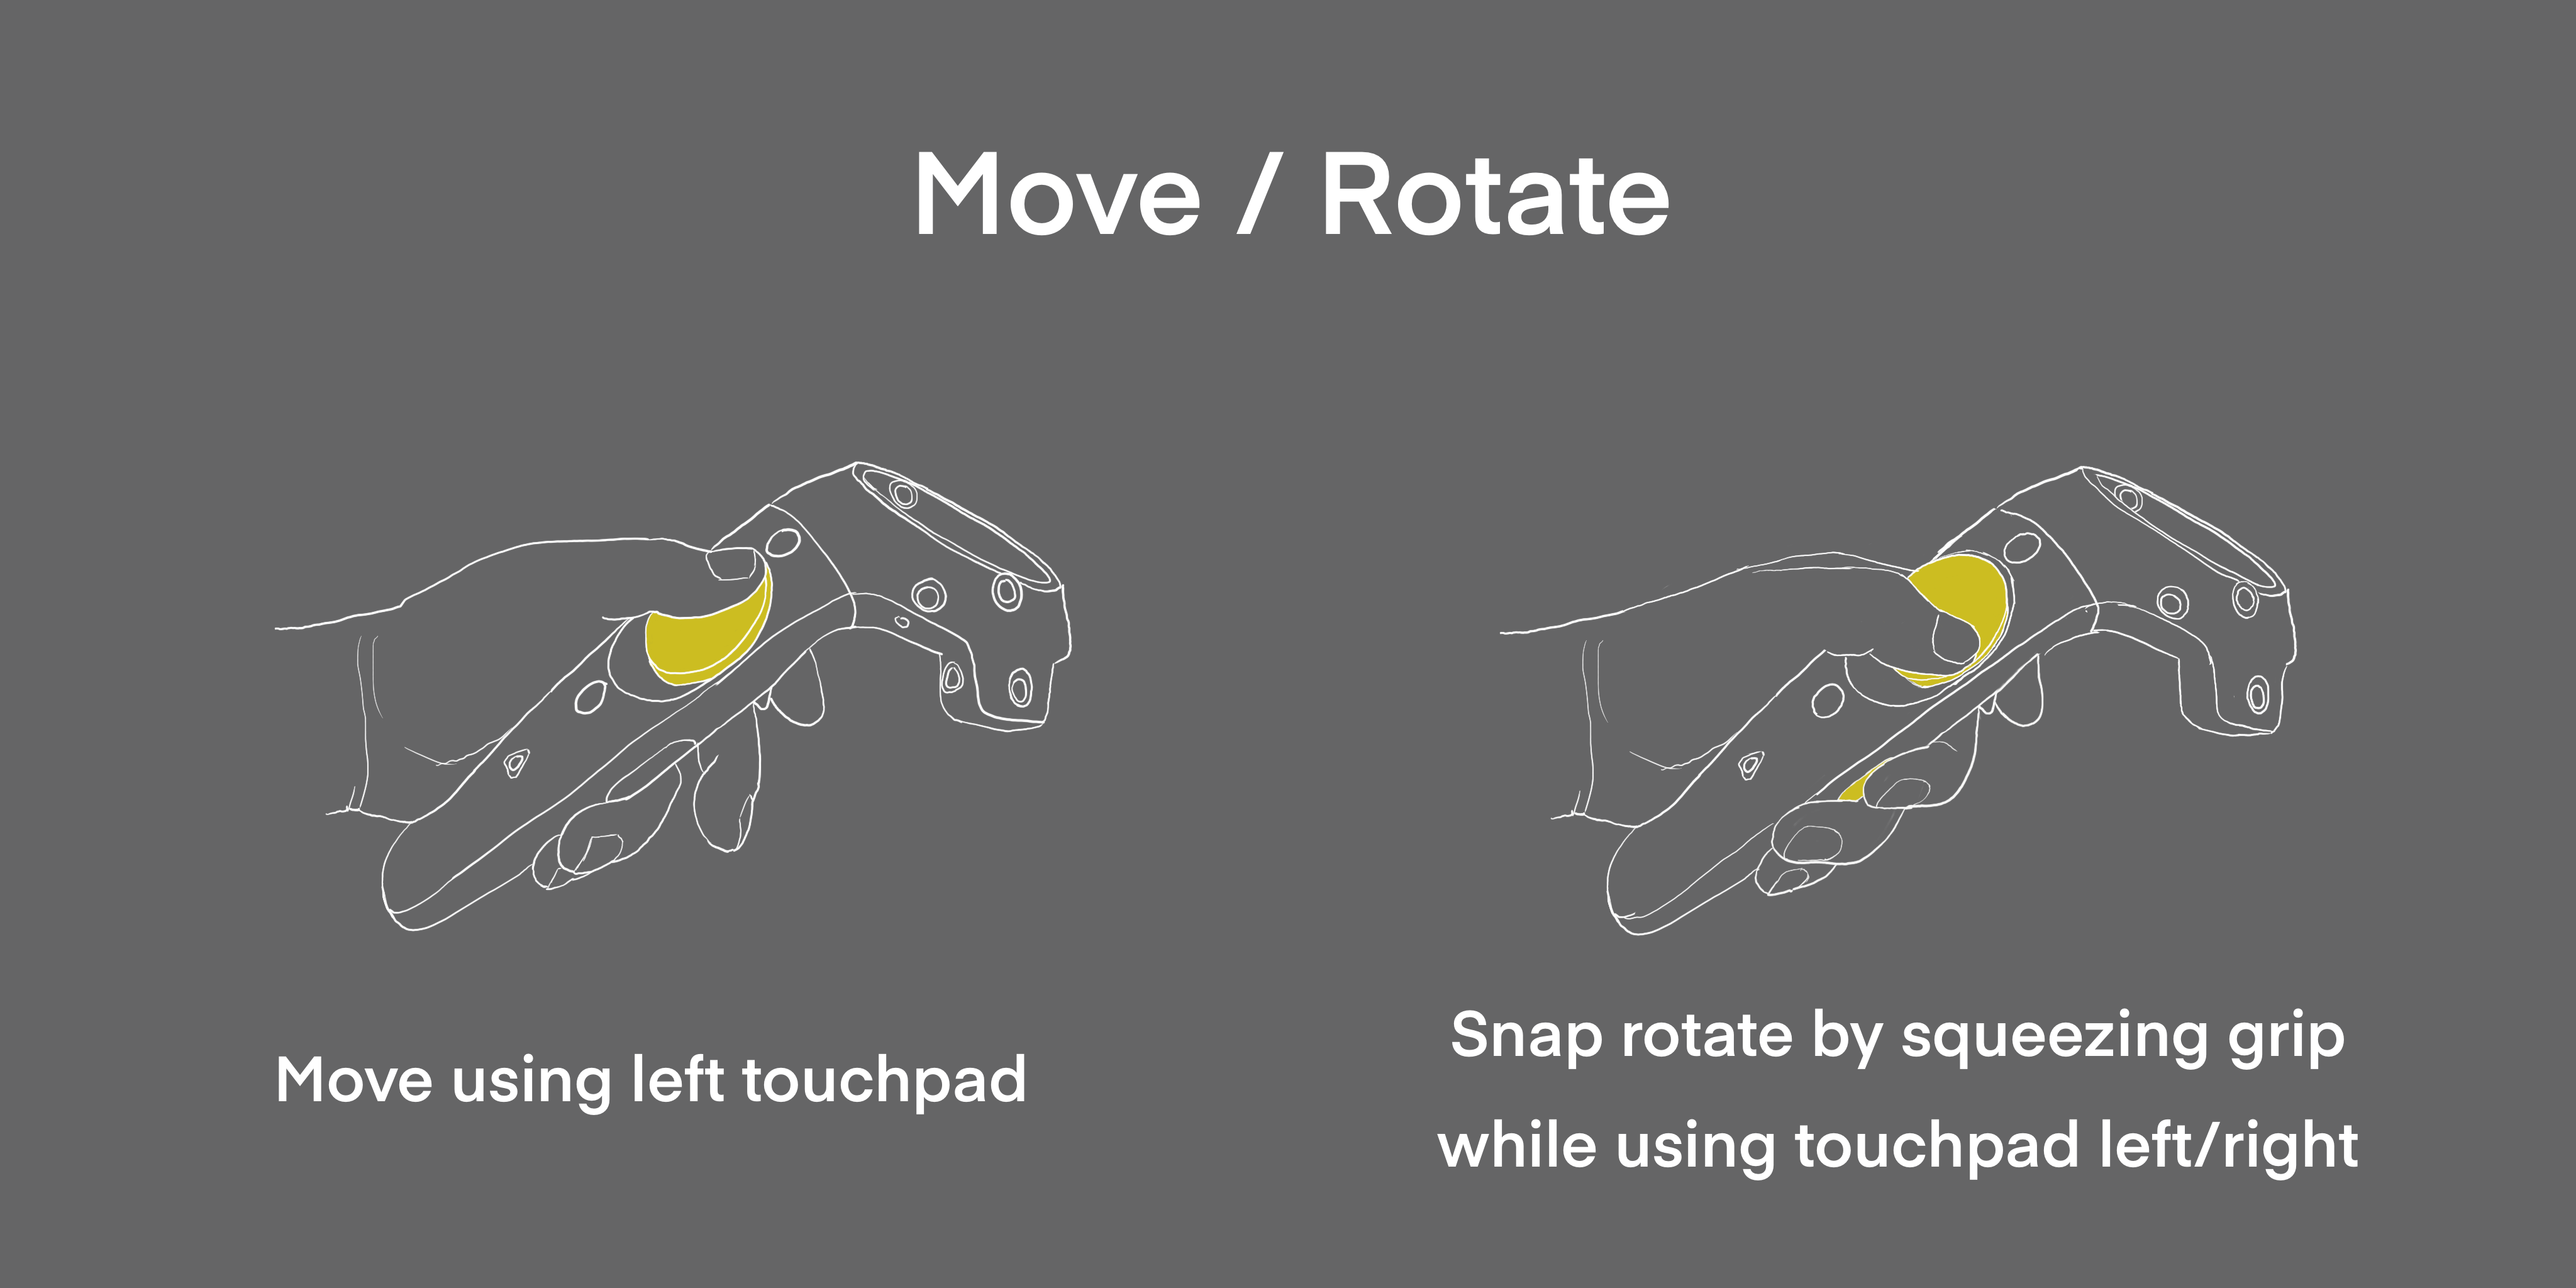 Move / Rotate
Move using left touchpad
Snap rotate by squeezing grip
while using touchpad left/right